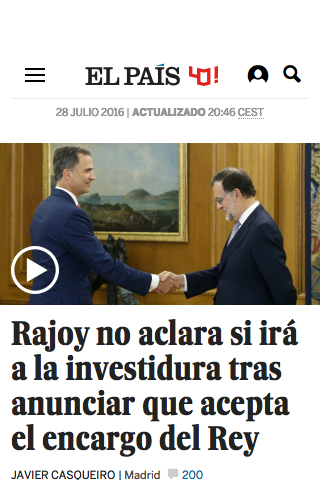 EL PAÍS 40!
28 JULIO 2016 | ACTUALIZADO 20:46 CEST
Rajoy no aclara si irá
a la investidura tras
anunciar que acepta
el encargo del Rey
JAVIER CASQUEIRO | Madrid 200